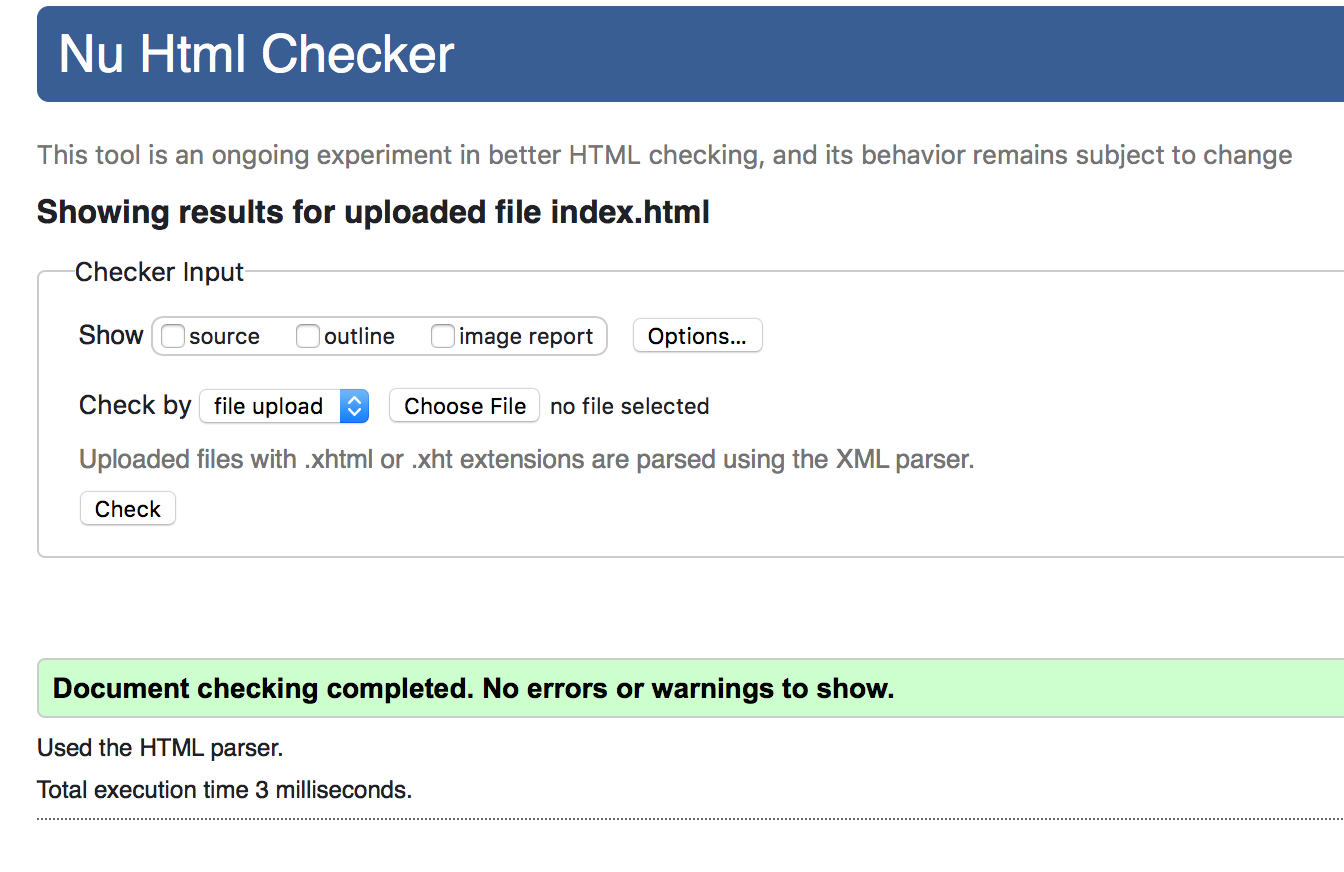 Nu Html Checker
This tool is an ongoing experiment in better HTML checking, and its behavior remains subject to change
Showing results for uploaded file index.html
Checker Input
Show source outline image report Options...
Check by file upload Choose File no file selected
Uploaded files with .xhtml or .xht extensions are parsed using the XML parser.
Check
Document checking completed. No errors or warnings to show.
Used the HTML parser.
Total execution time 3 milliseconds.